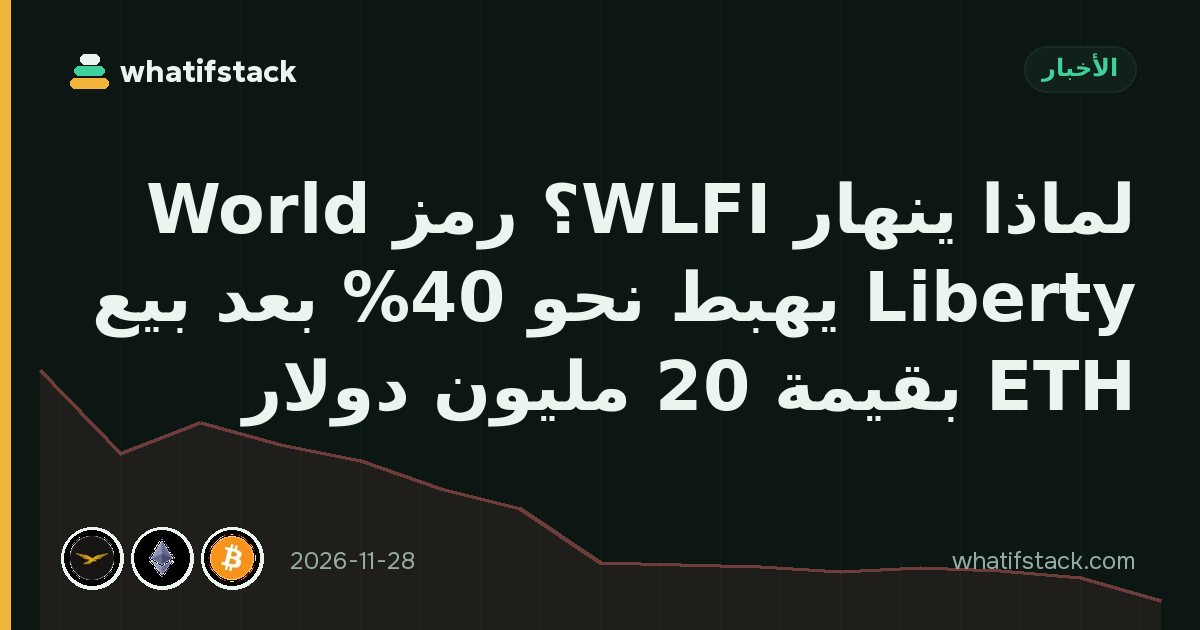 whatifstack
الأخبار
لماذا ينهار WLFI؟ رمز World
Liberty يهبط نحو 40% بعد بيع
ETH بقيمة 20 مليون دولار
2026-11-28
whatifstack.com